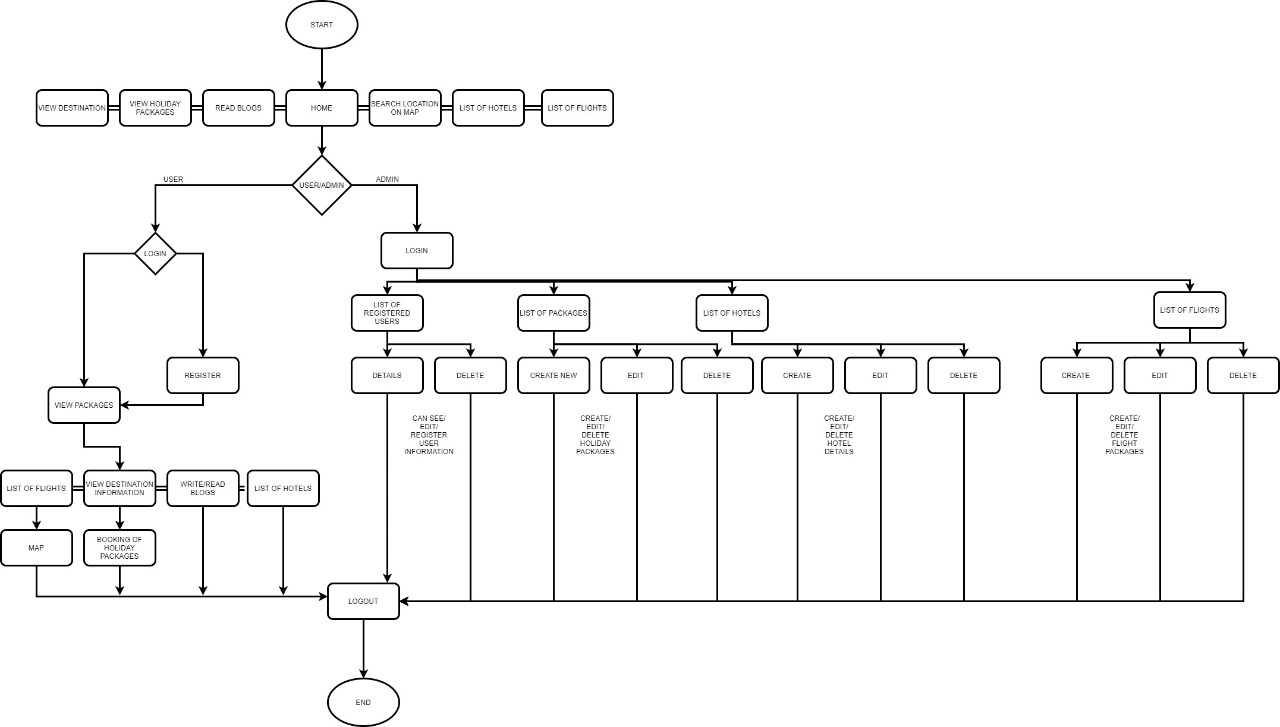 START
VIEW DESTINATION
VIEW HOLIDAY
PACKAGES
READ BLOGS
HOME
SEARCH LOCATION
ON MAP
LIST OF HOTELS
LIST OF FLIGHTS
USER
USER/ADMIN
ADMIN
LOGIN
LOGIN
LIST OF
REGISTERED
USERS
LIST OF PACKAGES
LIST OF HOTELS
LIST OF FLIGHTS
REGISTER
DETAILS
DELETE
CREATE NEW
EDIT
DELETE
CREATE
EDIT
DELETE
CREATE
EDIT
DELETE
VIEW PACKAGES
CAN SEE/
EDIT/
REGISTER
USER
INFORMATION
CREATE/
EDIT/
DELETE
HOLIDAY
PACKAGES
CREATE/
EDIT/
DELETE
HOTEL
DETAILS
CREATE/
EDIT/
DELETE
FLIGHT
PACKAGES
LIST OF FLIGHTS
VIEW DESTINATION
INFORMATION
WRITE/READ
BLOGS
LIST OF HOTELS
MAP
BOOKING OF
HOLIDAY
PACKAGES
LOGOUT
END